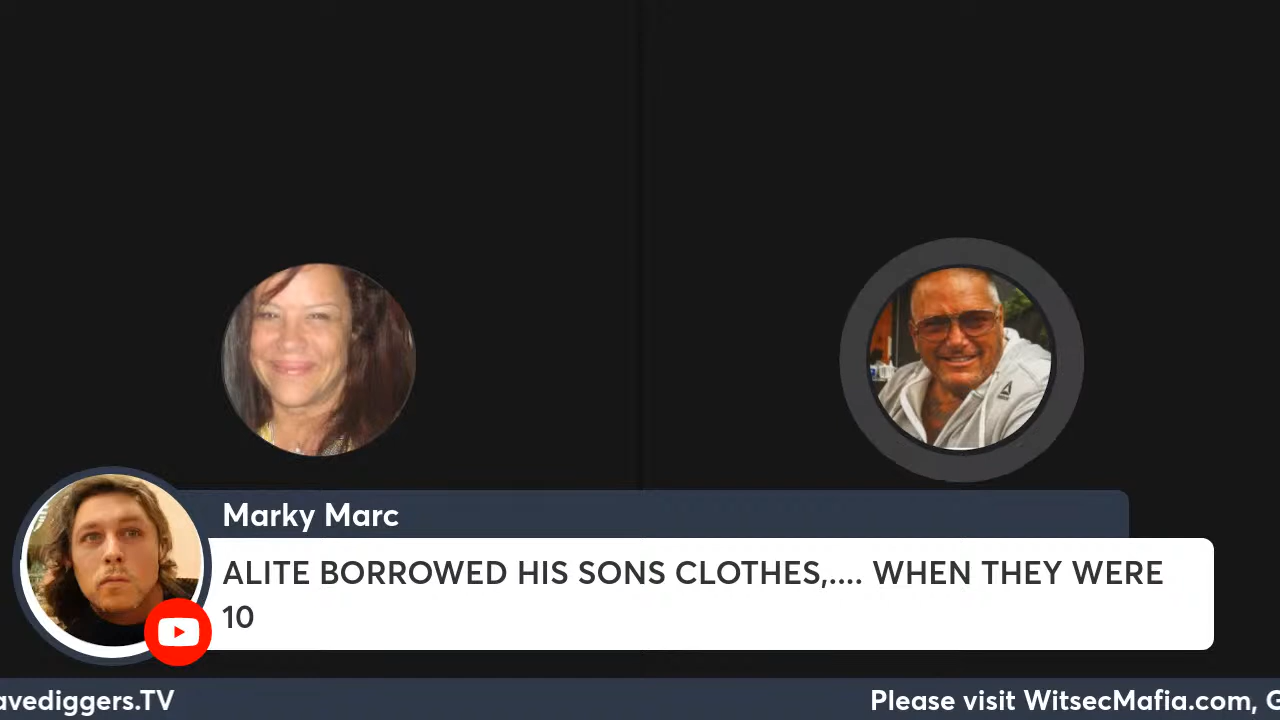 Marky Marc
ALITE BORROWED HIS SONS CLOTHES,.... WHEN THEY WERE
10
avediggers.TV
Please visit WitsecMafia.com, G